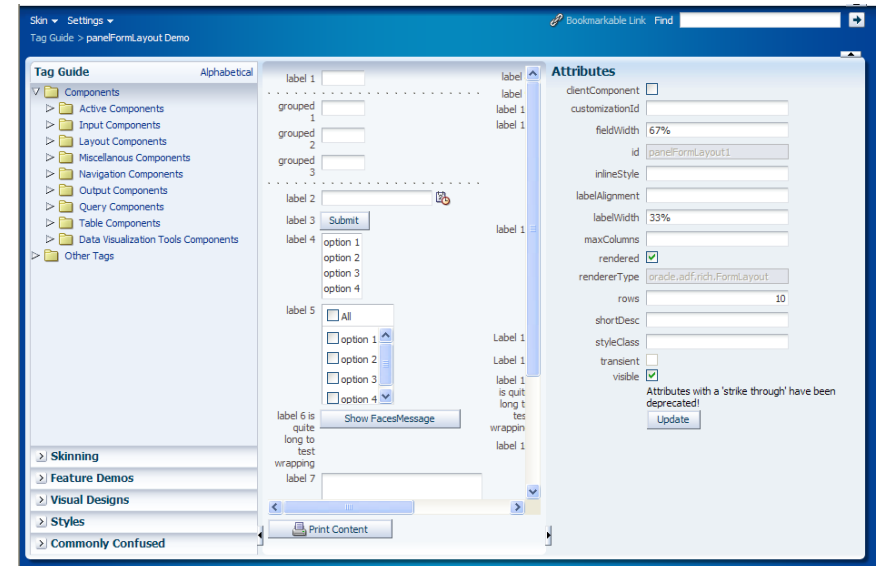 Skin Settings Bookmarkable Link Find
Tag Guide > panelFormLayout Demo
Tag Guide Alphabetical
Components
Active Components
Input Components
Layout Components
Miscellanous Components
Navigation Components
Output Components
Query Components
Table Components
Data Visualization Tools Components
Other Tags
Skinning
Feature Demos
Visual Designs
Styles
Commonly Confused
label 1
grouped
1
grouped
2
grouped
3
label 2
label 3 Submit
label 4
option 1
option 2
option 3
option 4
label 5
All
option 1
option 2
option 3
option 4
label 6 is
quite
long to
test
wrapping
Show FacesMessage
label 7
label
label
label 1
label 1
label 1
Label 1
Label 1
label 1
is quit
long t
tes
wrappin
label 1
Print Content
Attributes
clientComponent
customizationId
fieldWidth 67%
id panelFormLayout1
inlineStyle
labelAlignment
labelWidth 33%
maxColumns
rendered
rendererType oracle.adf.rich.FormLayout
rows 10
shortDesc
styleClass
transient
visible
Attributes with a 'strike through' have been
deprecated!
Update